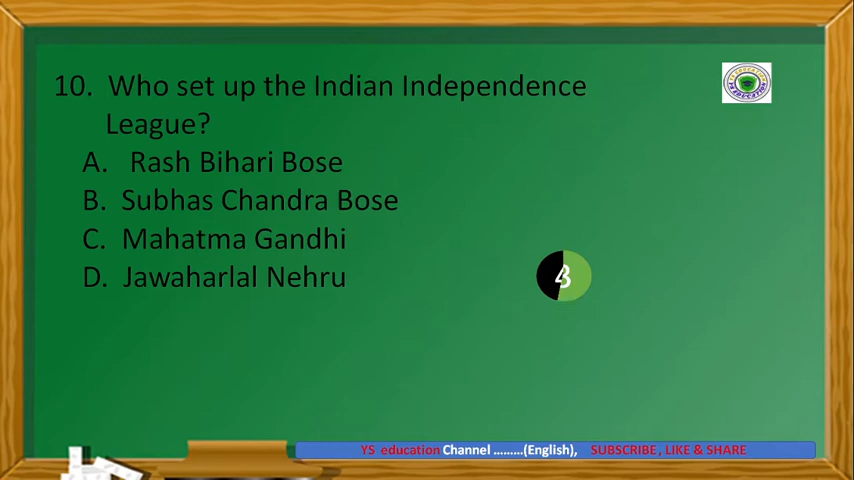 10. Who set up the Indian Independence
League?
A. Rash Bihari Bose
B. Subhas Chandra Bose
C. Mahatma Gandhi
D. Jawaharlal Nehru
YS education Channel .........(English), SUBSCRIBE, LIKE & SHARE